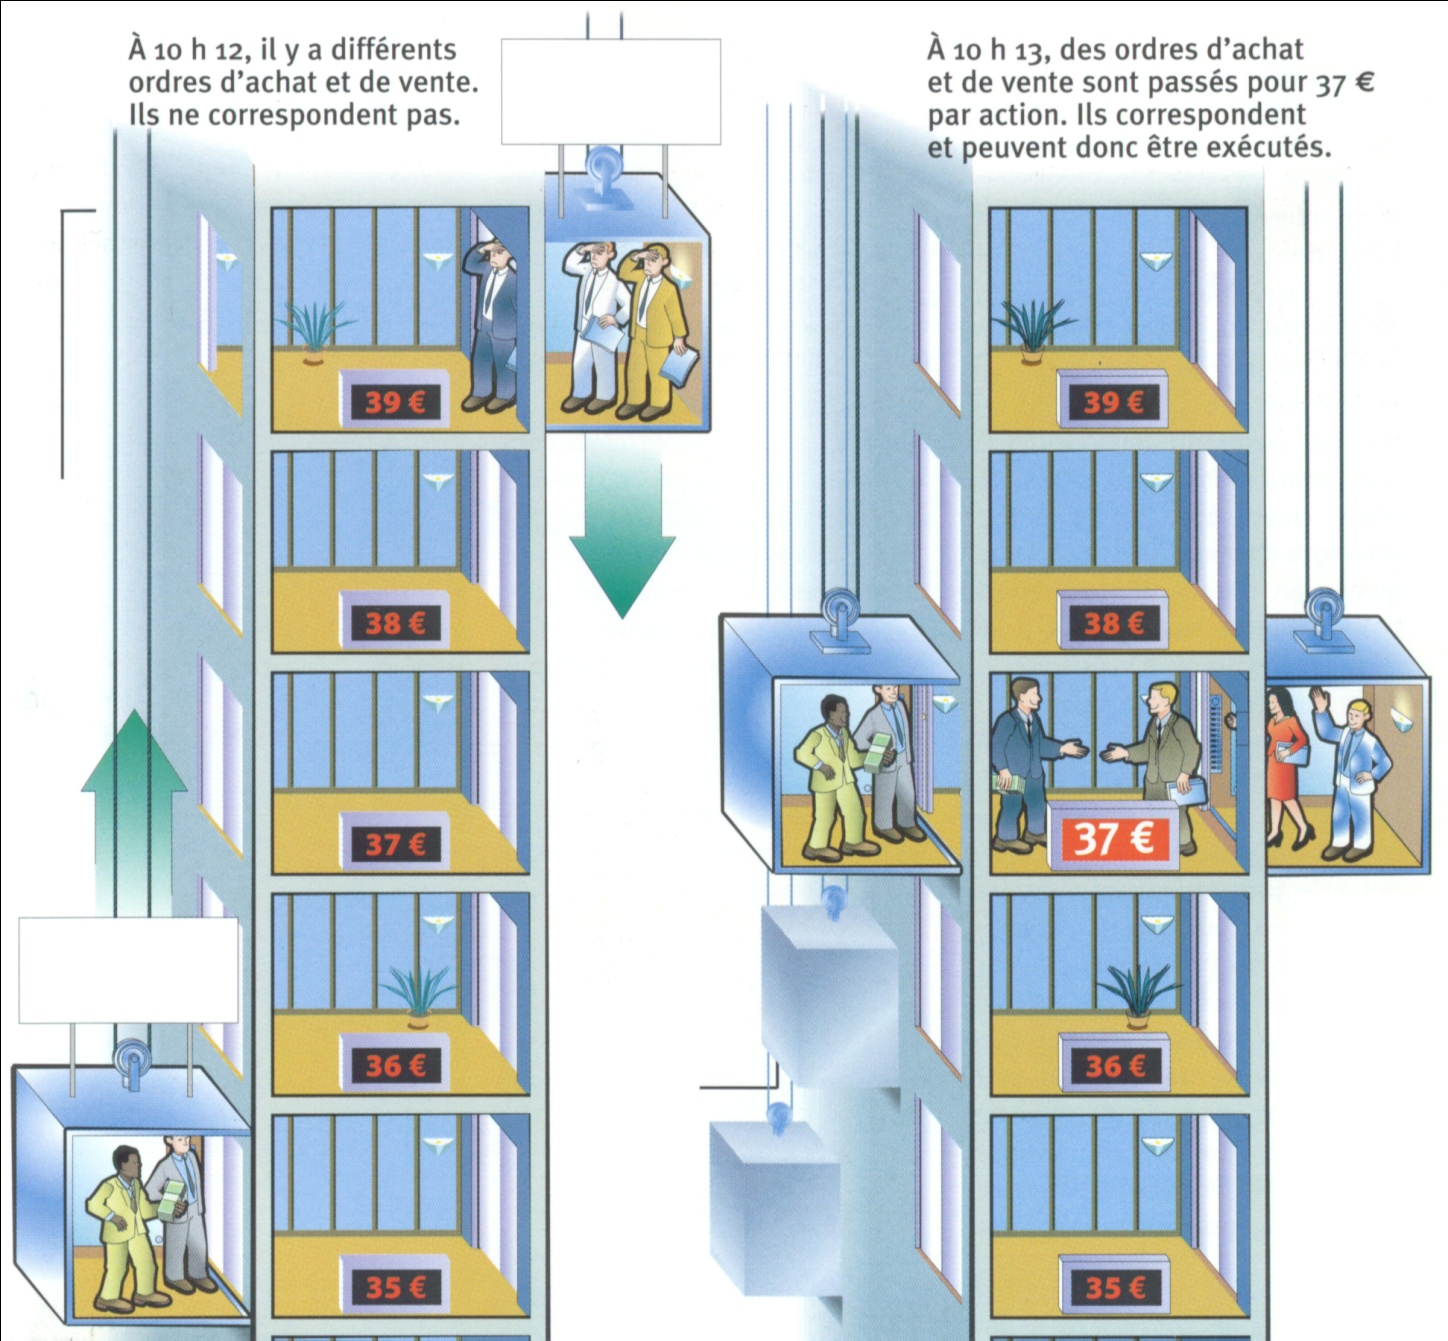 À 10 h 12, il y a différents
ordres d'achat et de vente.
Ils ne correspondent pas.
39 €
38 €
37 €
36 €
35 €
À 10 h 13, des ordres d'achat
et de vente sont passés pour 37 €
par action. Ils correspondent
et peuvent donc être exécutés.
39 €
38 €
37 €
36 €
35 €